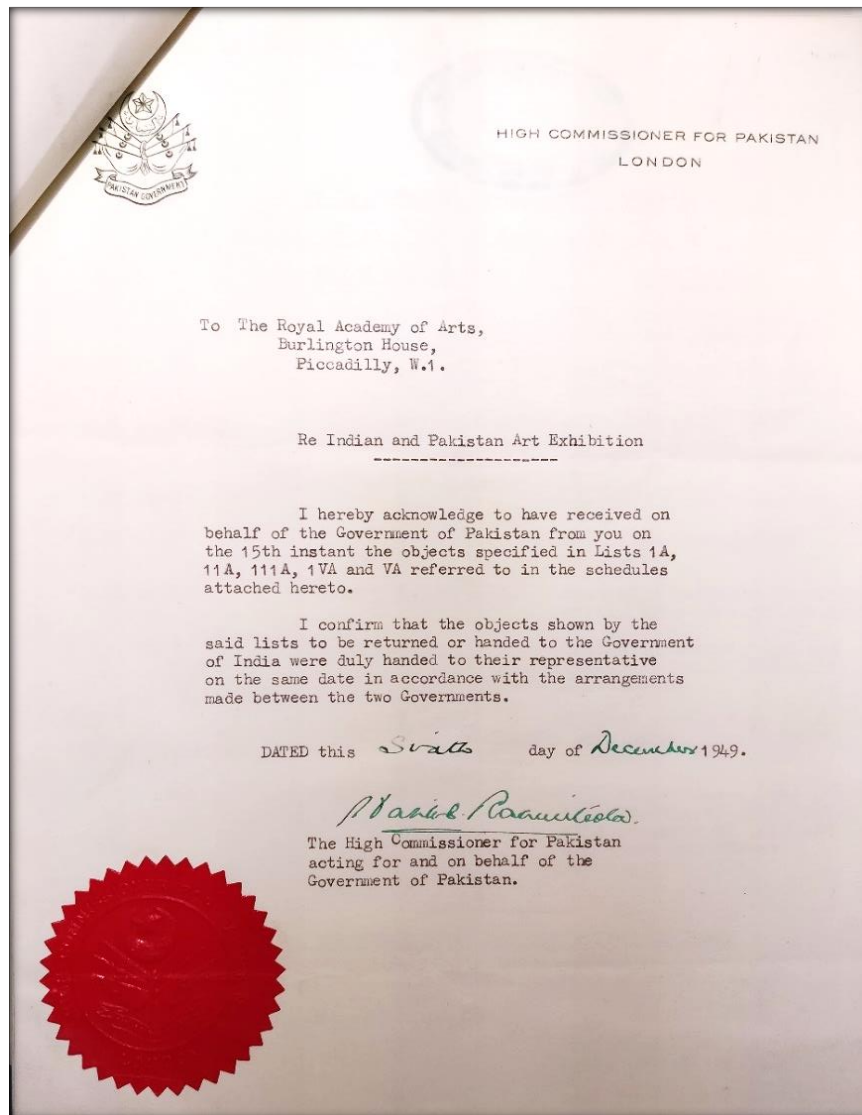 PAKISTAN GOVERNMENT
HIGH COMMISSIONER FOR PAKISTAN
LONDON
To The Royal Academy of Arts,
Burlington House,
Piccadilly, W.1.
Re Indian and Pakistan Art Exhibition
--------------------
I hereby acknowledge to have received on
behalf of the Government of Pakistan from you on
the 15th instant the objects specified in Lists 1A,
11A, 111A, 1VA and VA referred to in the schedules
attached hereto.
I confirm that the objects shown by the
said lists to be returned or handed to the Government
of India were duly handed to their representative
on the same date in accordance with the arrangements
made between the two Governments.
DATED this day of December 1949.
The High Commissioner for Pakistan
acting for and on behalf of the
Government of Pakistan.